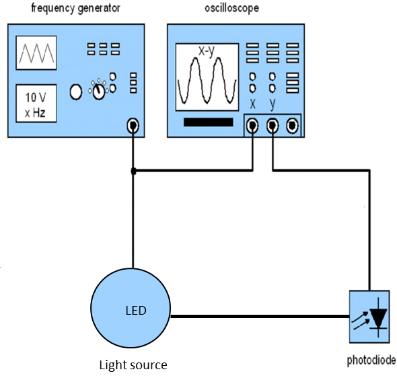 frequency generator
oscilloscope
x-y
10 V
x Hz
x y
LED
Light source
photodiode